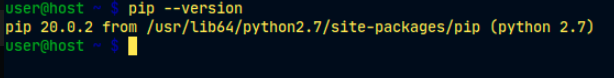 user@host ~ $ pip --version
pip 20.0.2 from /usr/lib64/python2.7/site-packages/pip (python 2.7)
user@host ~ $